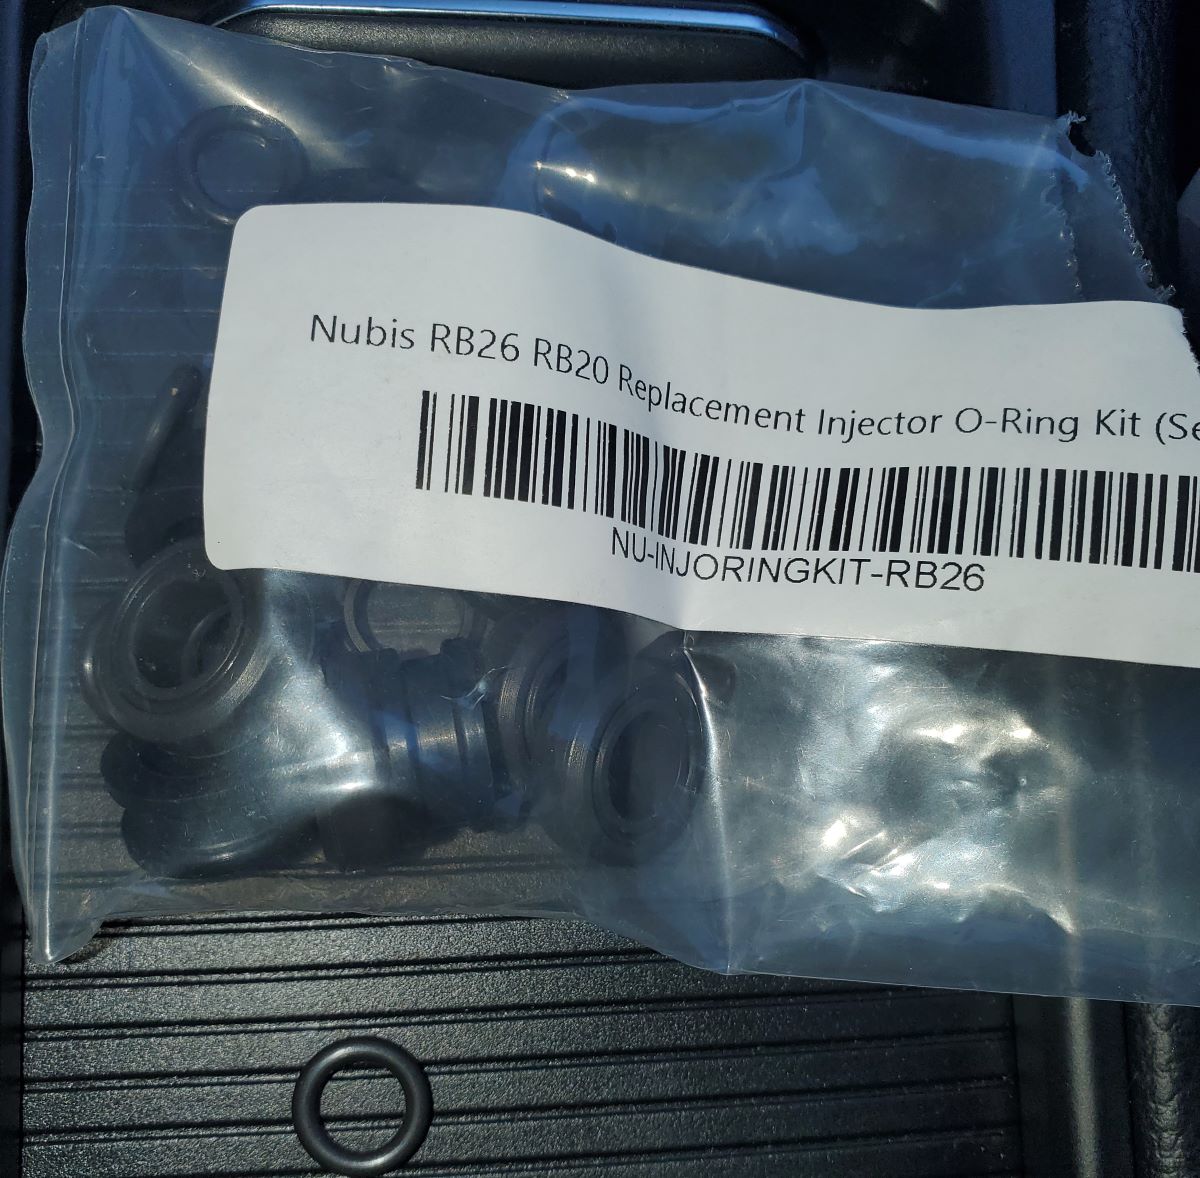 Nubis RB26 RB20 Replacement Injector O-Ring Kit (Se
NU-INJORINGKIT-RB26